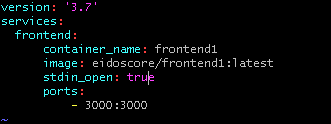 version: '3.7'
services:
  frontend:
      container_name: frontend1
      image: eidoscore/frontend1:latest
      stdin_open: true
      ports:
          - 3000:3000
~